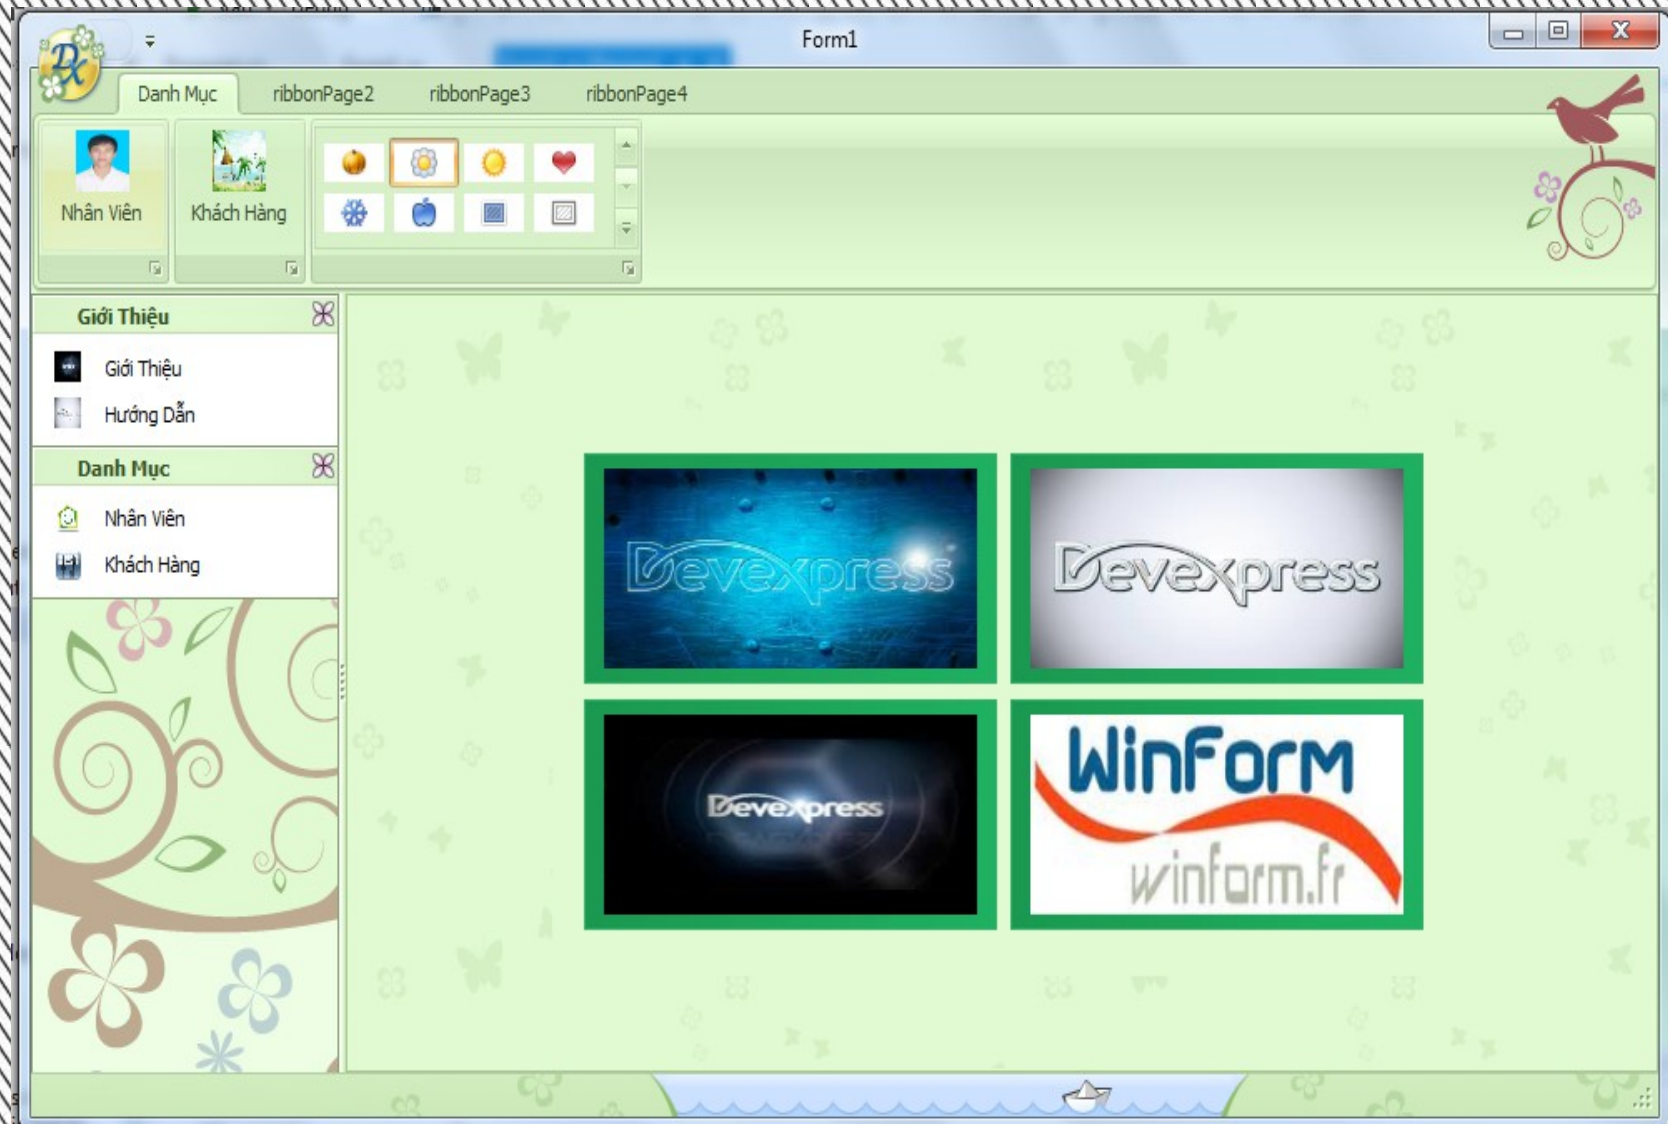 Form1
Dx
Danh Mục ribbonPage2 ribbonPage3 ribbonPage4
Nhân Viên Khách Hàng
Giới Thiệu
Giới Thiệu
Hướng Dẫn
Danh Mục
Nhân Viên
Khách Hàng
Devexpress Devexpress
Devexpress WinForm
winform.fr